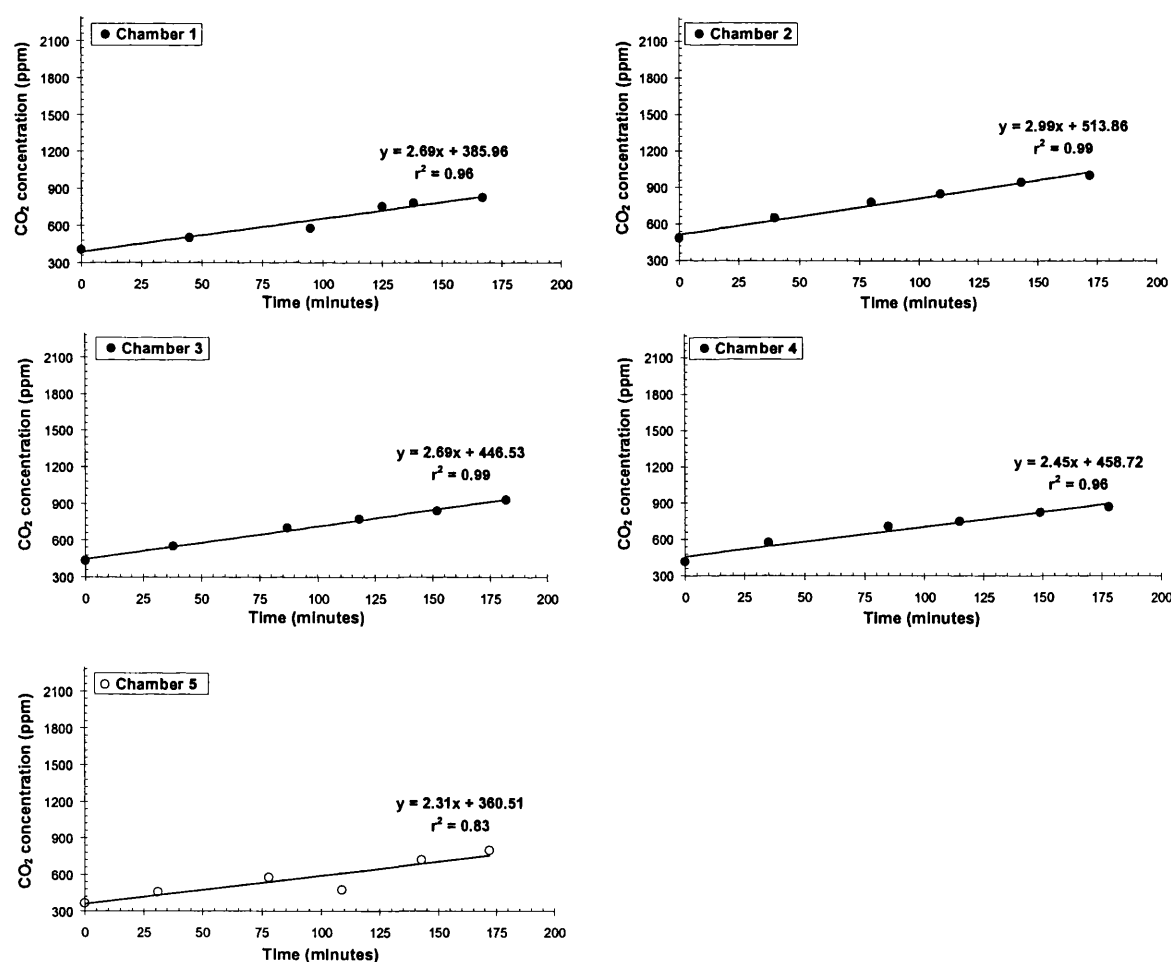 Chamber 1
CO₂ concentration (ppm)
2100
1800
1500
1200
900
600
300
y = 2.69x + 385.96
r² = 0.96
0 25 50 75 100 125 150 175 200
Time (minutes)
Chamber 2
CO₂ concentration (ppm)
2100
1800
1500
1200
900
600
300
y = 2.99x + 513.86
r² = 0.99
0 25 50 75 100 125 150 175 200
Time (minutes)
Chamber 3
CO₂ concentration (ppm)
2100
1800
1500
1200
900
600
300
y = 2.69x + 446.53
r² = 0.99
0 25 50 75 100 125 150 175 200
Time (minutes)
Chamber 4
CO₂ concentration (ppm)
2100
1800
1500
1200
900
600
300
y = 2.45x + 458.72
r² = 0.96
0 25 50 75 100 125 150 175 200
Time (minutes)
Chamber 5
CO₂ concentration (ppm)
2100
1800
1500
1200
900
600
300
y = 2.31x + 360.51
r² = 0.83
0 25 50 75 100 125 150 175 200
Time (minutes)